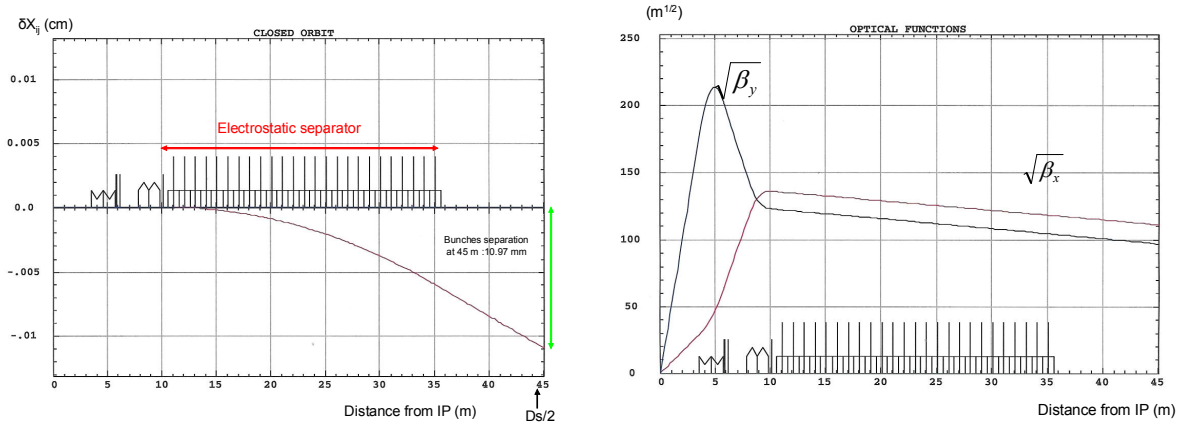 δX_ij (cm)
CLOSED ORBIT
0.01
0.005
0.0
-.005
-.01
Electrostatic separator
Bunches separation
at 45 m :10.97 mm
0 5 10 15 20 25 30 35 40 45
Distance from IP (m)
Ds/2
(m^1/2)
OPTICAL FUNCTIONS
250
200
150
100
50
0
√β_y
√β_x
0 5 10 15 20 25 30 35 40 45
Distance from IP (m)